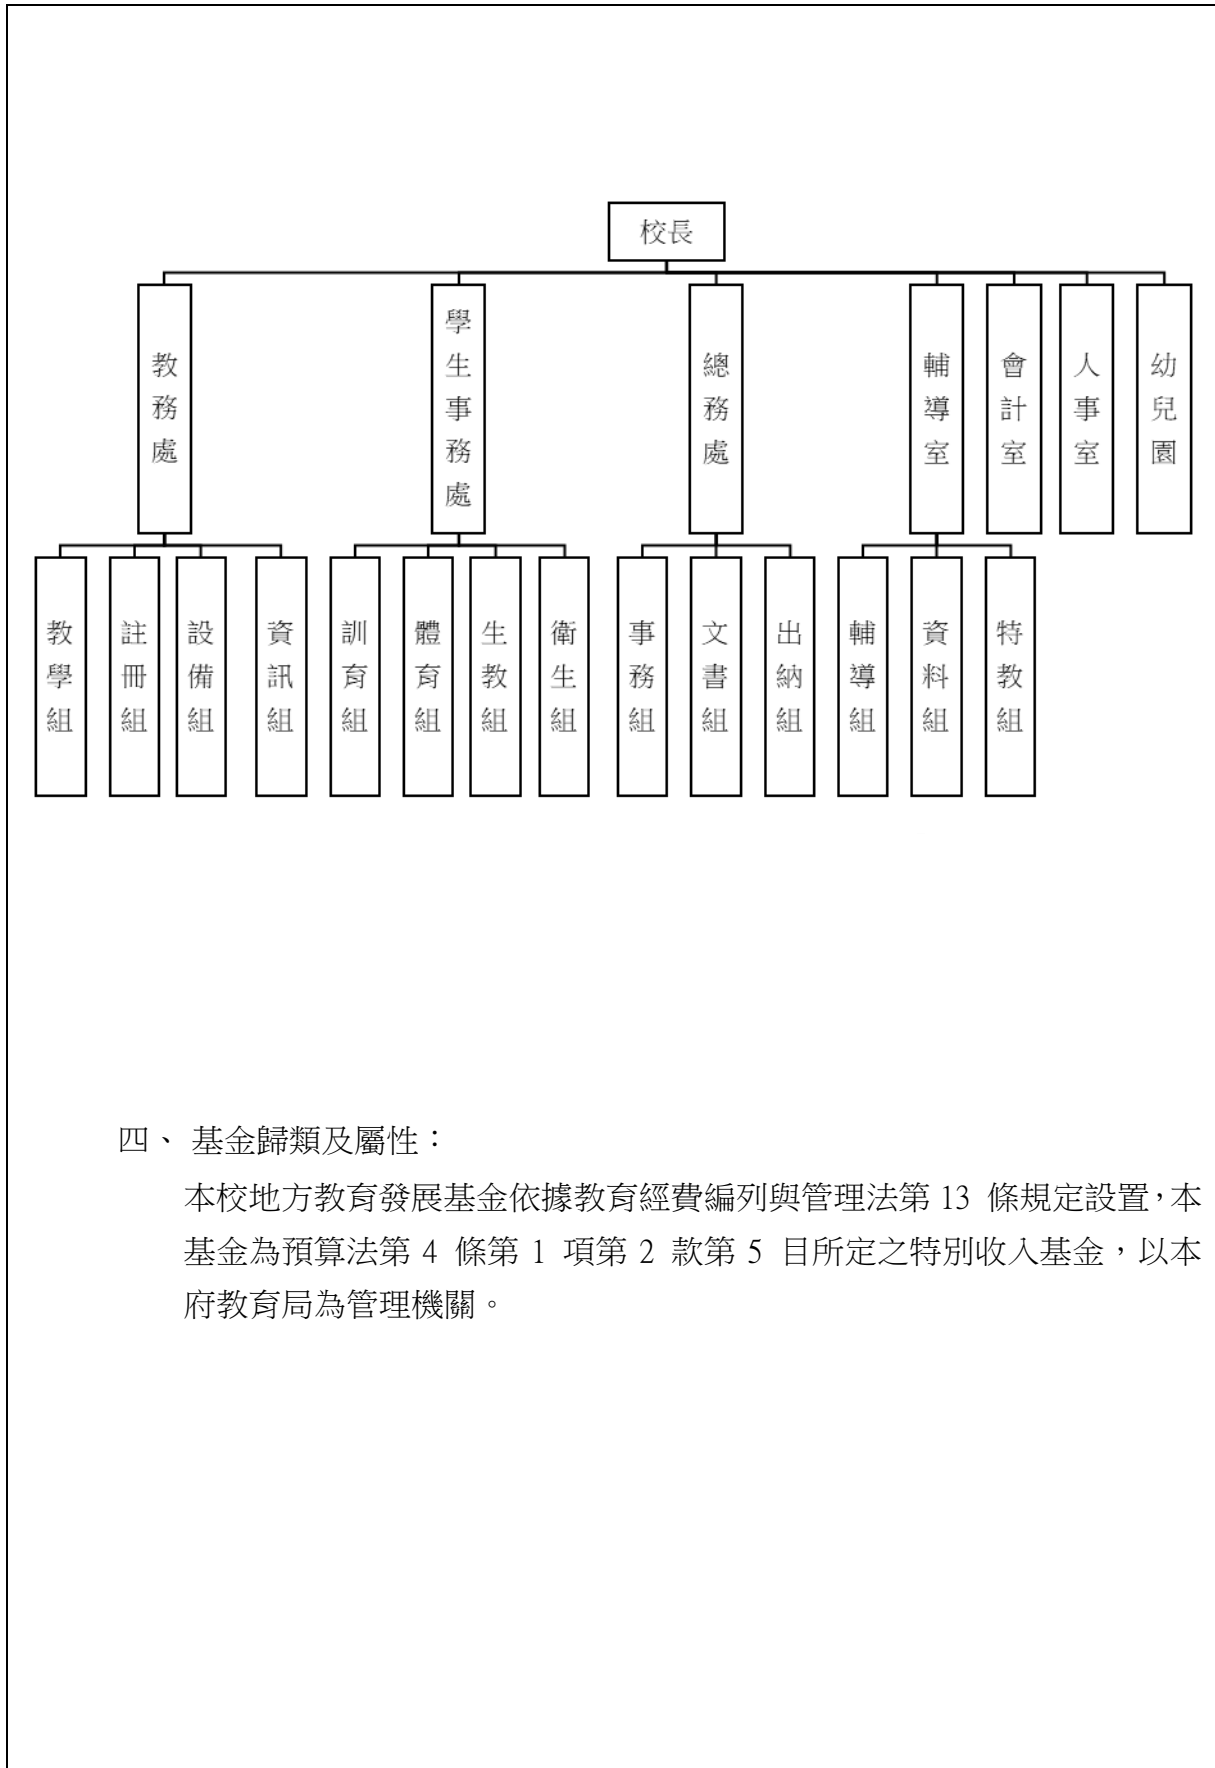 校長
教務處
學生事務處
總務處
輔導室
會計室
人事室
幼兒園
教學組
註冊組
設備組
資訊組
訓育組
體育組
生教組
衛生組
事務組
文書組
出納組
輔導組
資料組
特教組
四、 基金歸類及屬性：
本校地方教育發展基金依據教育經費編列與管理法第 13 條規定設置，本
基金為預算法第 4 條第 1 項第 2 款第 5 目所定之特別收入基金，以本
府教育局為管理機關。